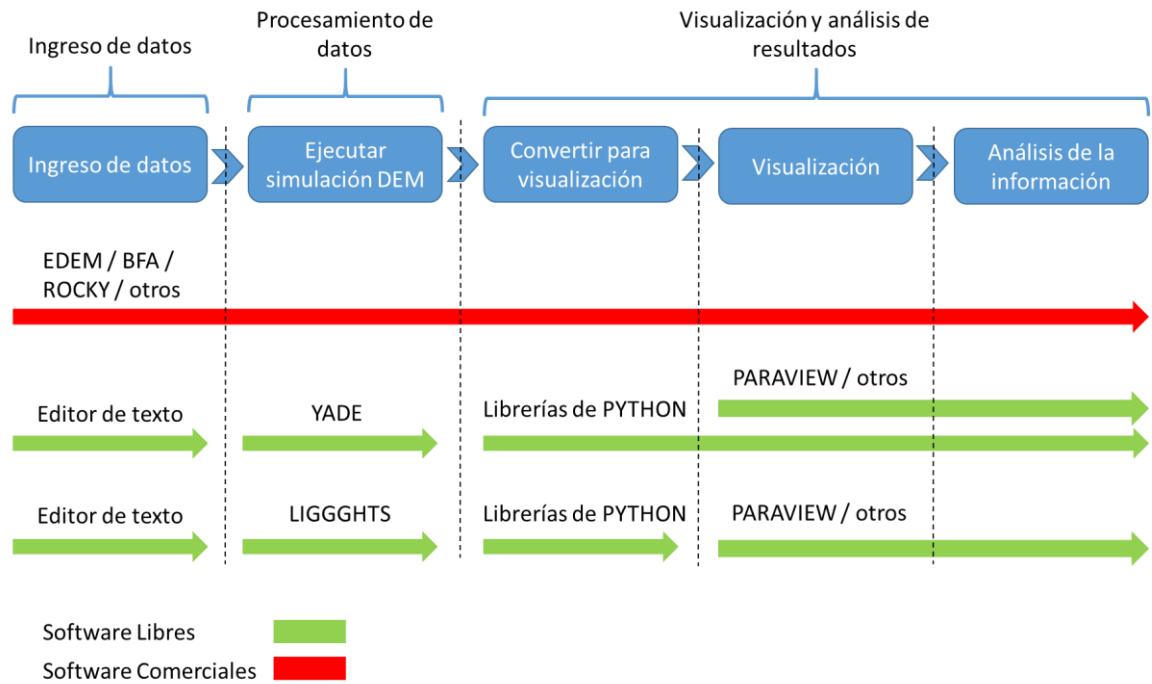 Ingreso de datos
Procesamiento de
datos
Visualización y análisis de
resultados
Ingreso de datos
Ejecutar
simulación DEM
Convertir para
visualización
Visualización
Análisis de la
información
EDEM / BFA /
ROCKY / otros
PARAVIEW / otros
Editor de texto
YADE
Librerías de PYTHON
Editor de texto
LIGGGHTS
Librerías de PYTHON
PARAVIEW / otros
Software Libres
Software Comerciales